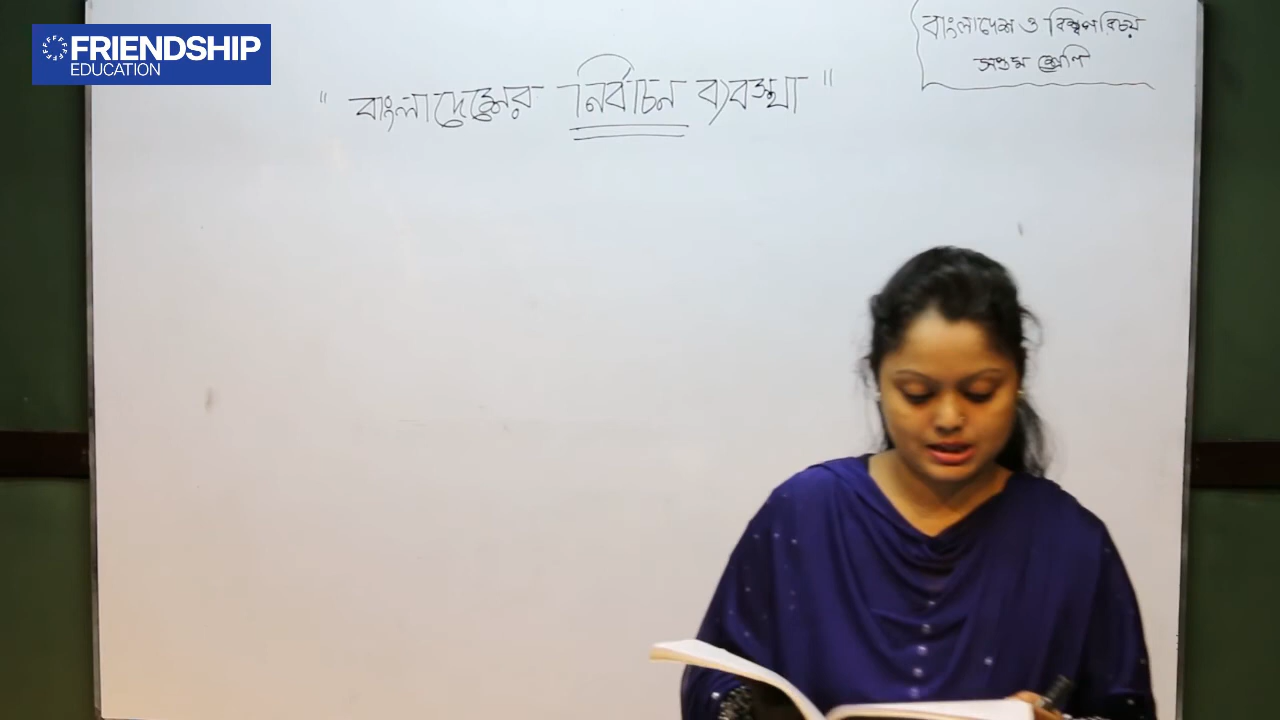 FRIENDSHIP
EDUCATION
বাংলাদেশ ও বিশ্বপরিচয়
সপ্তম শ্রেণি
" বাংলাদেশের নির্বাচন ব্যবস্থা "